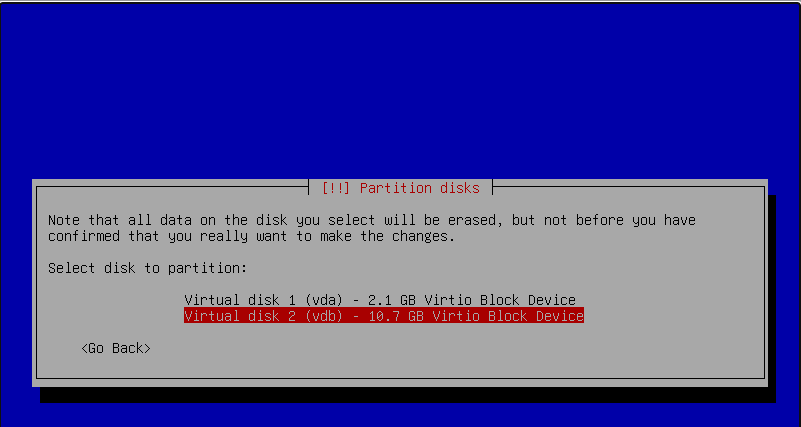 [!!] Partition disks
Note that all data on the disk you select will be erased, but not before you have
confirmed that you really want to make the changes.
Select disk to partition:
Virtual disk 1 (vda) - 2.1 GB Virtio Block Device
Virtual disk 2 (vdb) - 10.7 GB Virtio Block Device
<Go Back>